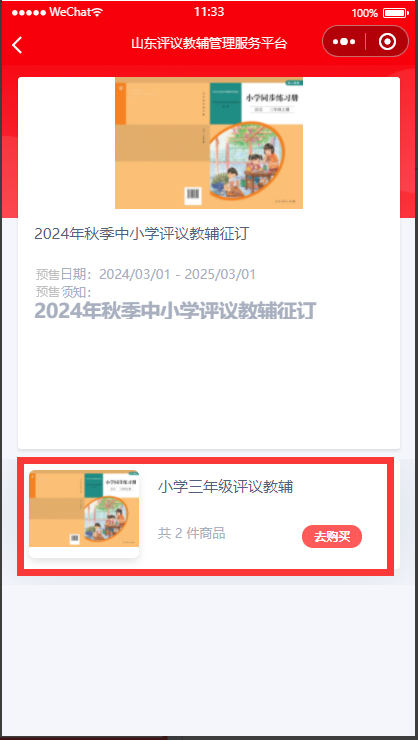 WeChat
11:33
100%
山东评议教辅管理服务平台
小学同步练习册
2024年秋季中小学评议教辅征订
预售日期：2024/03/01 - 2025/03/01
预售须知：
2024年秋季中小学评议教辅征订
小学同步练习册
小学三年级评议教辅
共 2 件商品
去购买